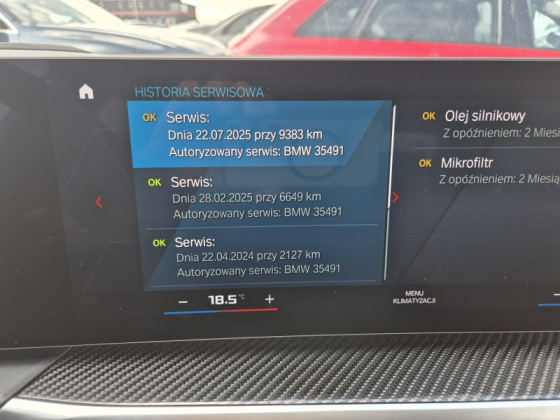 HISTORIA SERWISOWA
OK Serwis:
Dnia 22.07.2025 przy 9383 km
Autoryzowany serwis: BMW 35491
OK Serwis:
Dnia 28.02.2025 przy 6649 km
Autoryzowany serwis: BMW 35491
OK Serwis:
Dnia 22.04.2024 przy 2127 km
Autoryzowany serwis: BMW 35491
OK Olej silnikowy
Z opóźnieniem: 2 Miesi
OK Mikrofiltr
Z opóźnieniem: 2 Miesią
− 18.5 °C +
MENU
KLIMATYZACJI